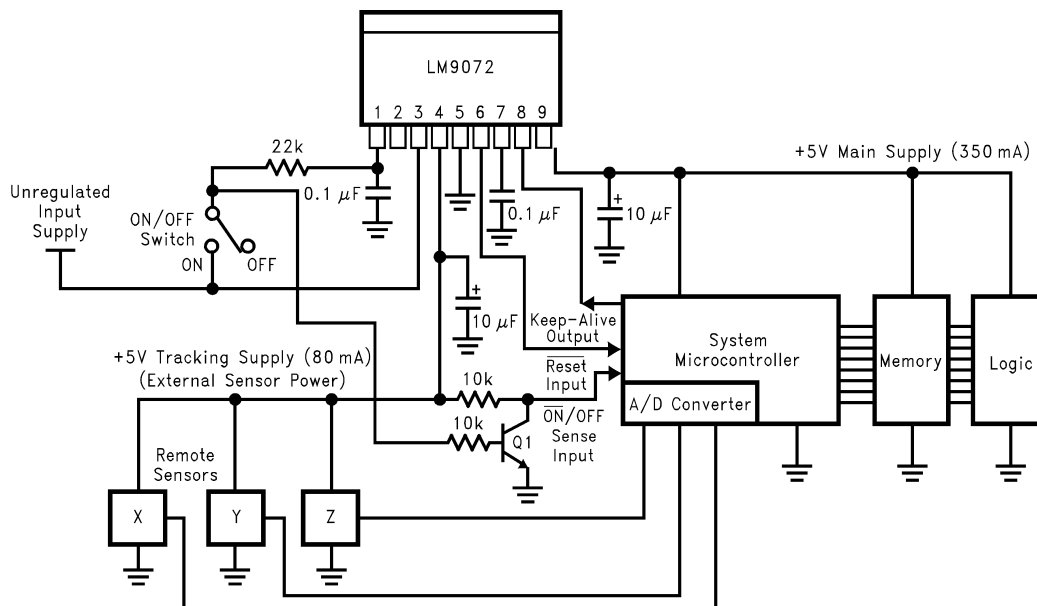 LM9072
1 2 3 4 5 6 7 8 9
22k
0.1 μF
0.1 μF
+5V Main Supply (350 mA)
+
10 μF
Unregulated
Input
Supply
ON/OFF
Switch
ON
OFF
+
10 μF
Keep-Alive
Output
System
Microcontroller
Memory
Logic
+5V Tracking Supply (80 mA)
(External Sensor Power)
Reset
Input
10k
A/D Converter
10k
Q1
ON/OFF
Sense
Input
Remote
Sensors
X
Y
Z